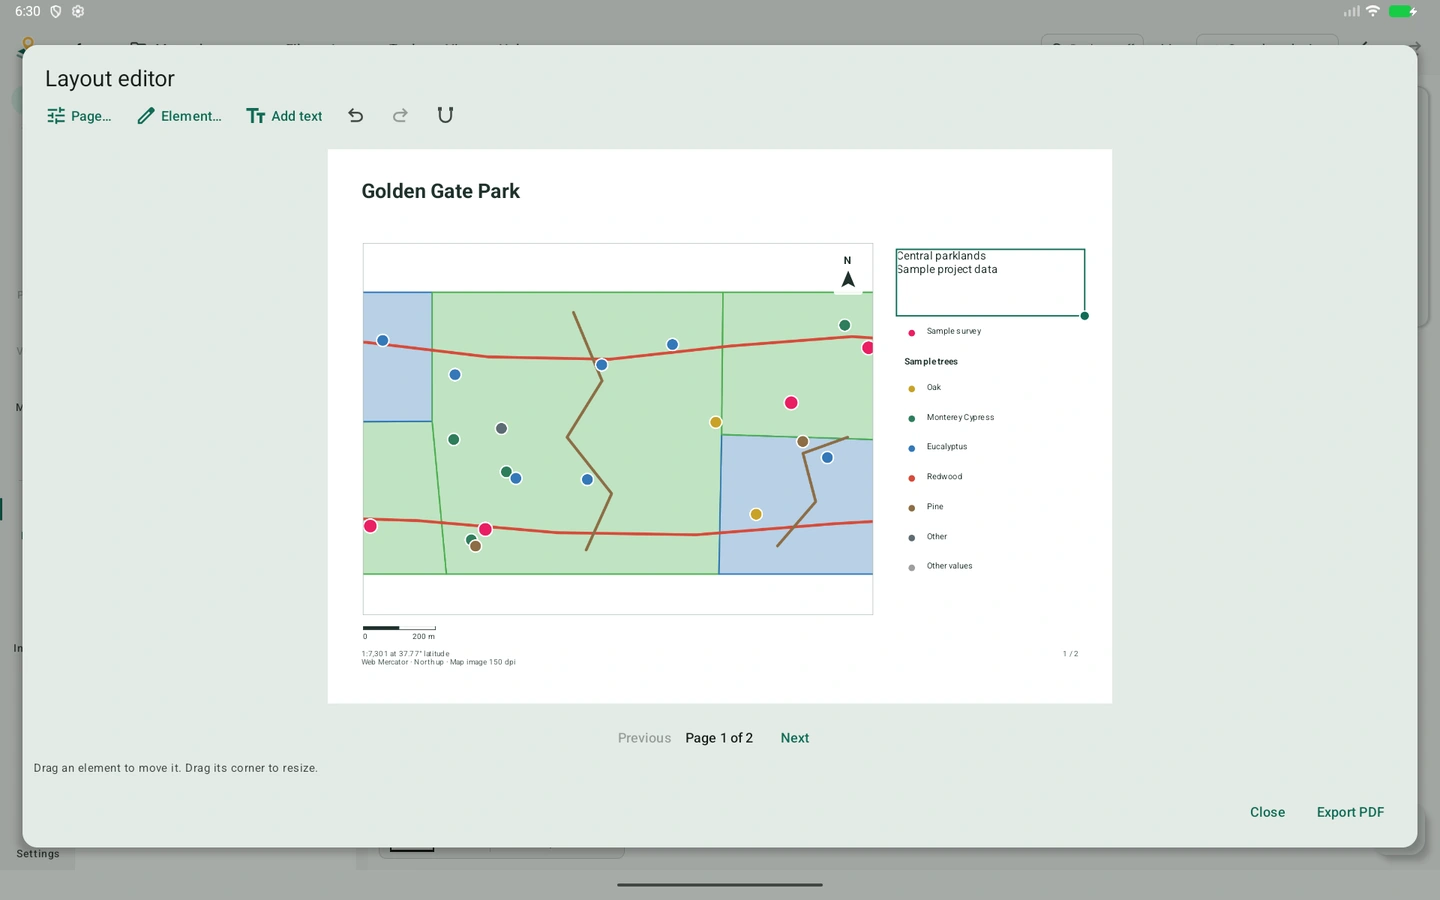 6:30
Layout editor
Page...
Element...
Add text
Golden Gate Park
N
Central parklands
Sample project data
Sample survey
Sample trees
Oak
Monterey Cypress
Eucalyptus
Redwood
Pine
Other
Other values
0 200 m
1:7,301 at 37.77° latitude
Web Mercator · North up · Map image 150 dpi
1 / 2
Previous Page 1 of 2 Next
Drag an element to move it. Drag its corner to resize.
Close Export PDF
Settings